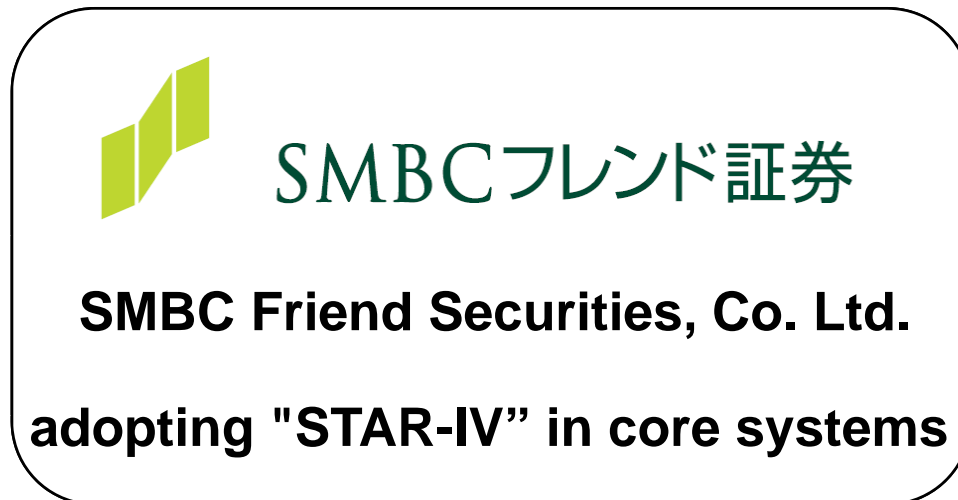 SMBCフレンド証券
SMBC Friend Securities, Co. Ltd.
adopting "STAR-IV” in core systems